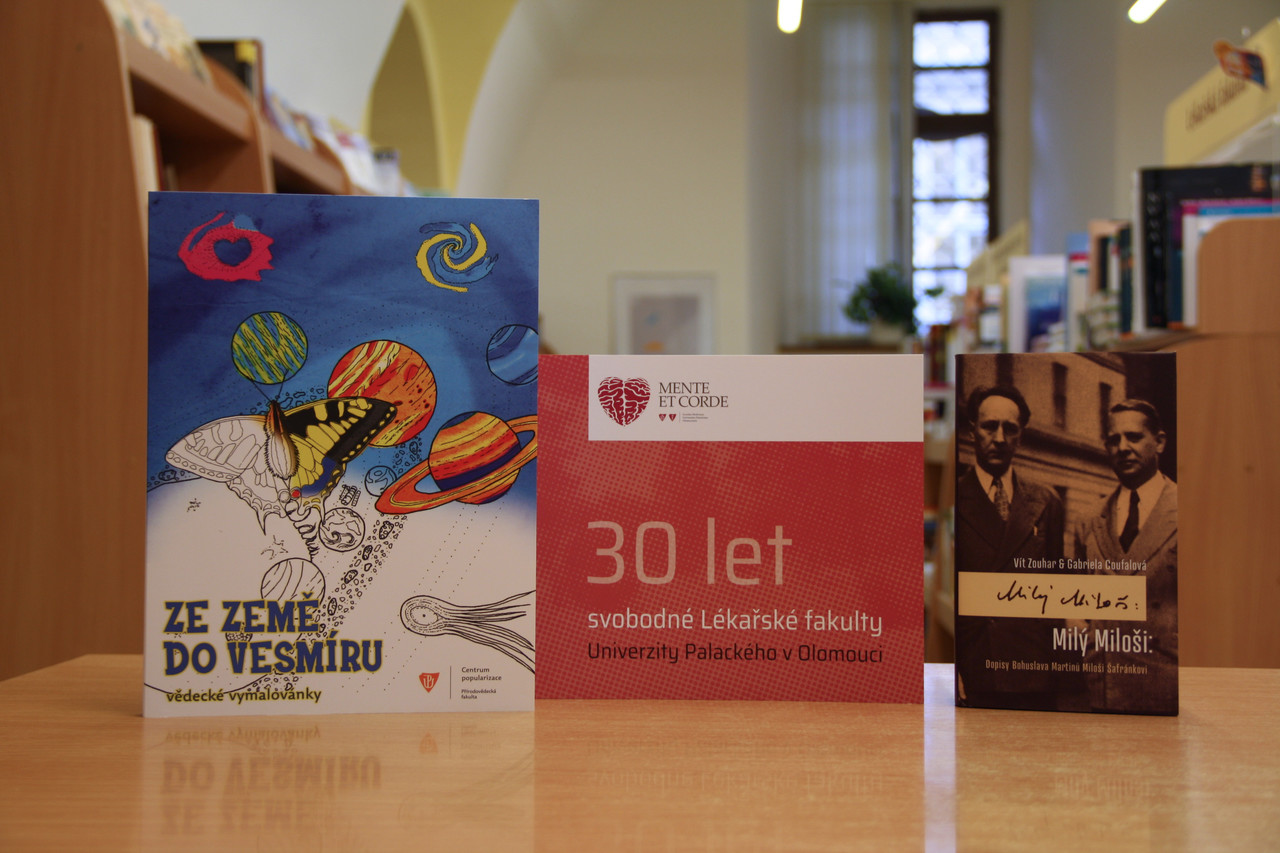 ZE ZEMĚ
DO VESMÍRU
vědecké vymalovánky
Centrum
popularizace
Přírodovědecká
fakulta
MENTE
ET CORDE
30 let
svobodné Lékařské fakulty
Univerzity Palackého v Olomouci
Vít Zouhar & Gabriela Coufalová
Milý Miloši:
Milý Miloši:
Dopisy Bohuslava Martinů Miloši Šafránkovi